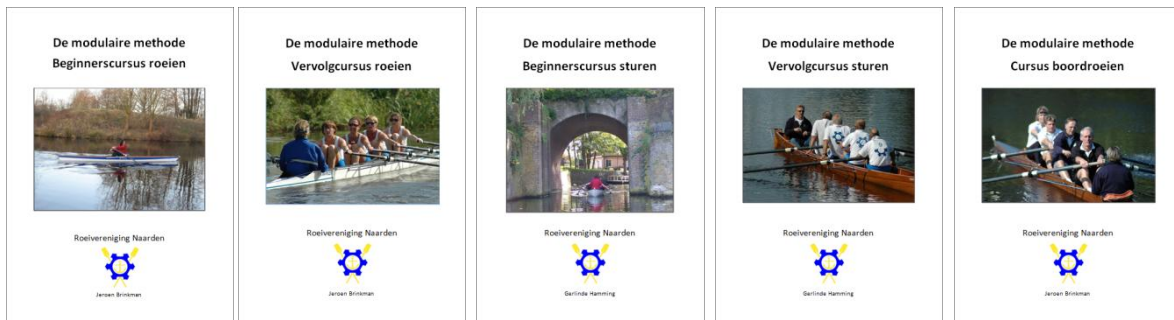 De modulaire methode
Beginnerscursus roeien
Roeivereniging Naarden
Jeroen Brinkman
De modulaire methode
Vervolgcursus roeien
Roeivereniging Naarden
Jeroen Brinkman
De modulaire methode
Beginnerscursus sturen
Roeivereniging Naarden
Gerlinde Hamming
De modulaire methode
Vervolgcursus sturen
Roeivereniging Naarden
Gerlinde Hamming
De modulaire methode
Cursus boordroeien
Roeivereniging Naarden
Jeroen Brinkman